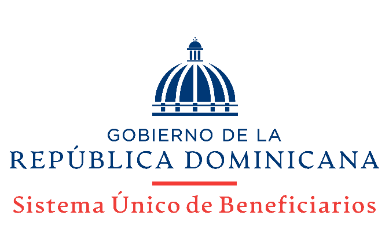 GOBIERNO DE LA
REPÚBLICA DOMINICANA
Sistema Único de Beneficiarios